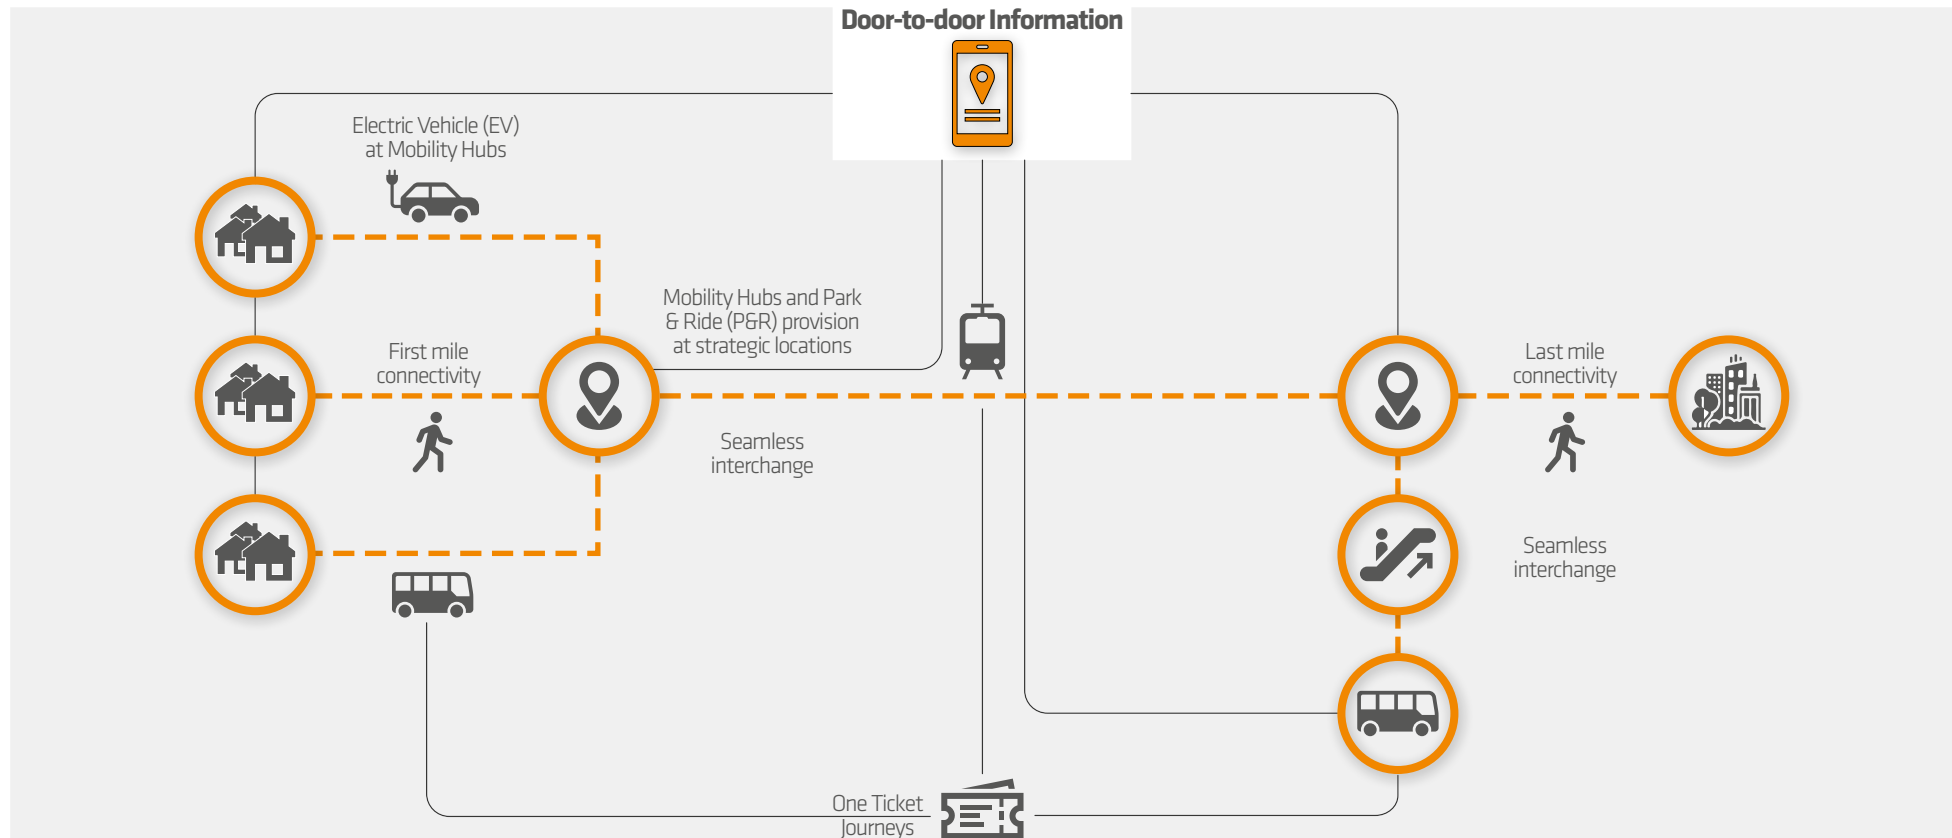 Door-to-door Information
Electric Vehicle (EV)
at Mobility Hubs
Mobility Hubs and Park
& Ride (P&R) provision
at strategic locations
First mile
connectivity
Last mile
connectivity
Seamless
interchange
Seamless
interchange
One Ticket
Journeys